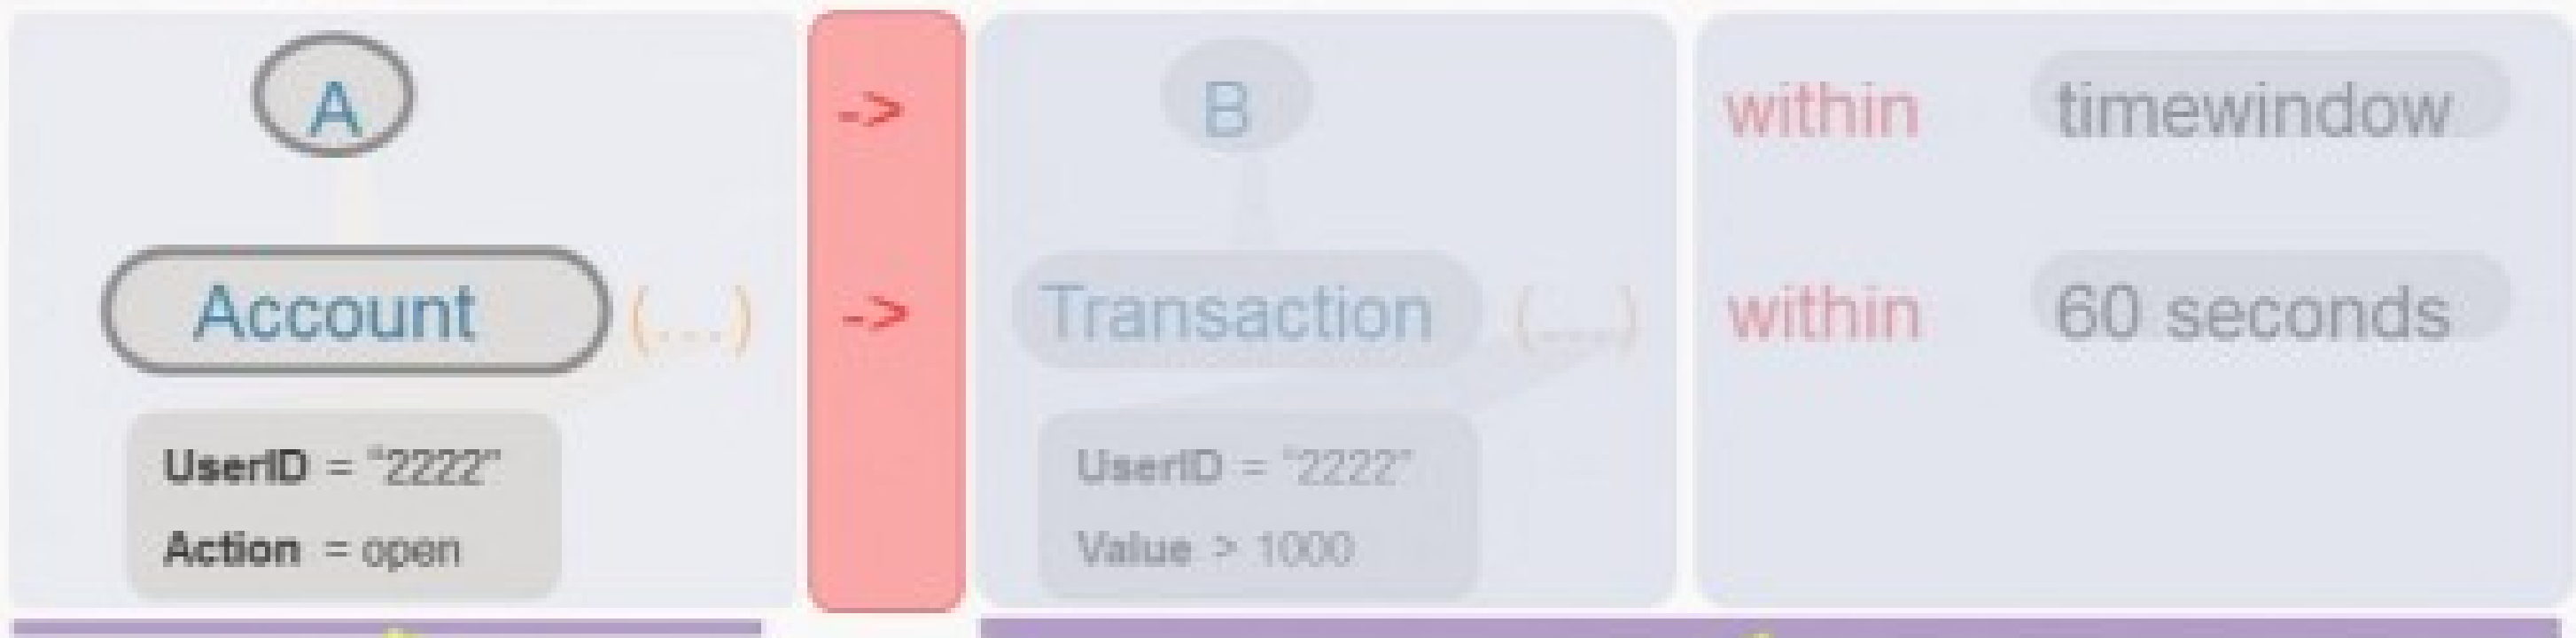 A -> B within timewindow
Account (...) -> Transaction (...) within 60 seconds
UserID = "2222" UserID = "2222"
Action = open Value > 1000